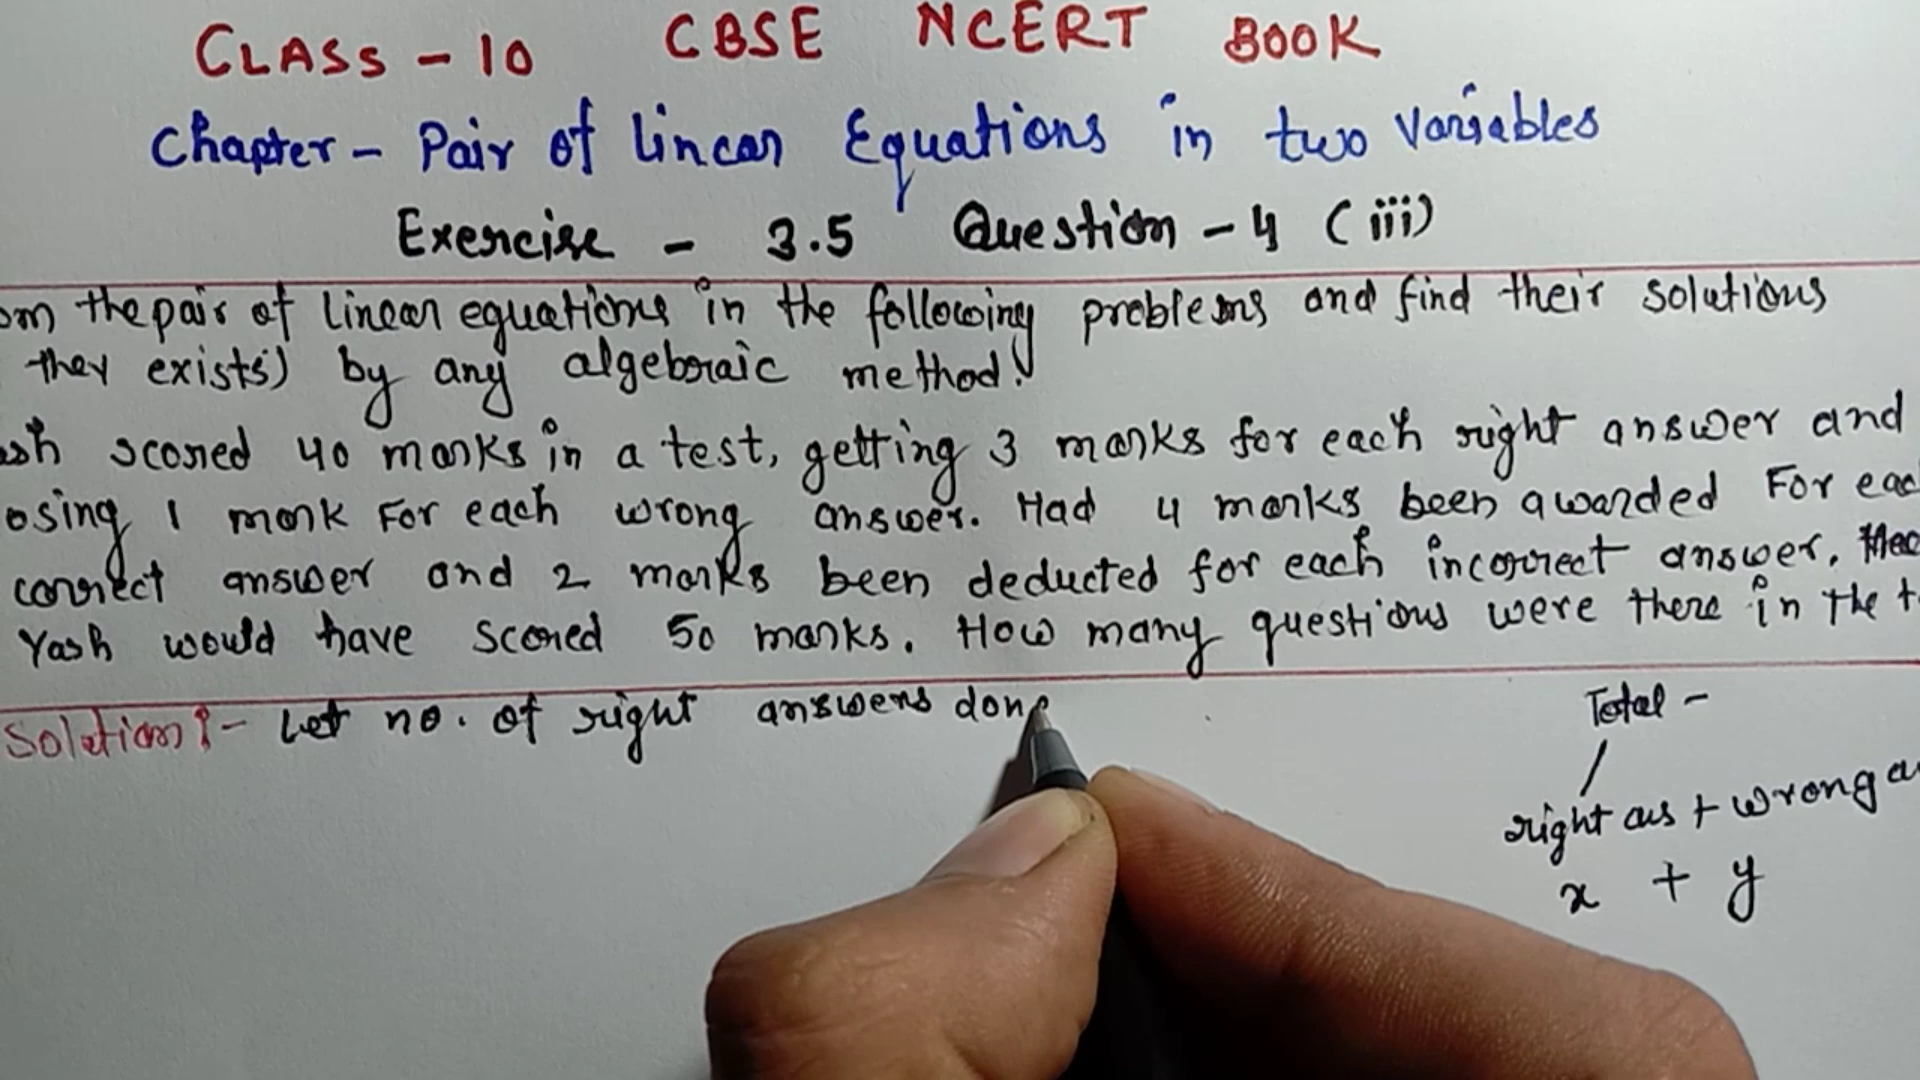 CLASS - 10 CBSE NCERT BOOK
Chapter - Pair of linear Equations in two Variables
Exercise - 3.5 Question - 4 (iii)
om the pair of linear equations in the following problems and find their solutions
they exists) by any algebraic method!
ash scored 40 marks in a test, getting 3 marks for each right answer and
osing 1 mark For each wrong answer. Had 4 marks been awarded For eac
correct answer and 2 marks been deducted for each incorrect answer,
Yash would have scored 50 marks. How many questions were there in the t
Solution :- Let no. of right answers done
Total -
right ans + wrong a
x + y